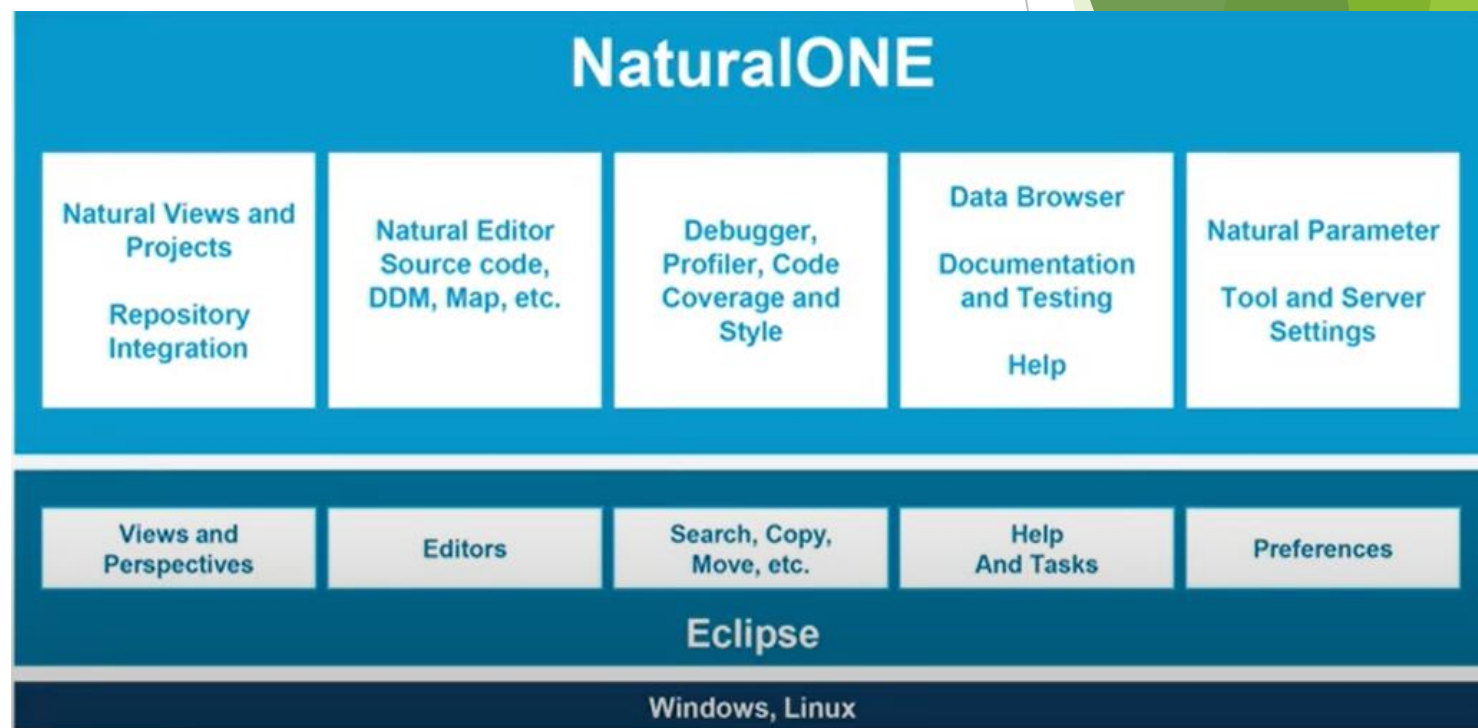 NaturalONE
Natural Views and
Projects
Repository
Integration
Natural Editor
Source code,
DDM, Map, etc.
Debugger,
Profiler, Code
Coverage and
Style
Data Browser
Documentation
and Testing
Help
Natural Parameter
Tool and Server
Settings
Views and
Perspectives
Editors
Search, Copy,
Move, etc.
Help
And Tasks
Preferences
Eclipse
Windows, Linux